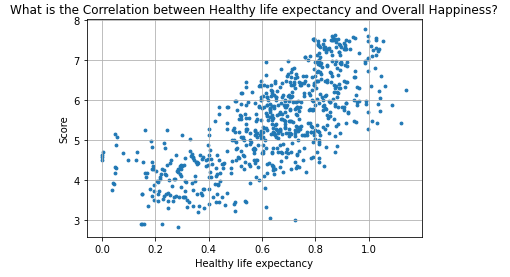 What is the Correlation between Healthy life expectancy and Overall Happiness?
8
7
6
5
4
3
Score
0.0 0.2 0.4 0.6 0.8 1.0
Healthy life expectancy